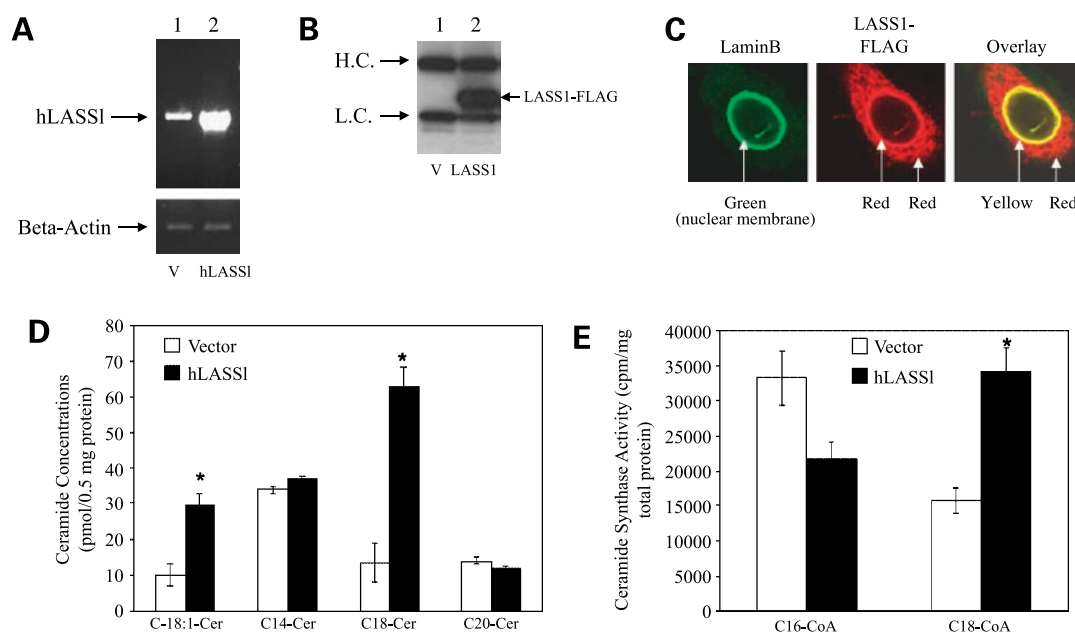 A
1 2
hLASSl
Beta-Actin
V hLASSl
B
1 2
H.C.
LASS1-FLAG
L.C.
V LASS1
C
LaminB
LASS1-
FLAG
Overlay
Green
(nuclear membrane)
Red Red
Yellow Red
D
Ceramide Concentrations
(pmol/0.5 mg protein)
80
70
60
50
40
30
20
10
0
Vector
hLASSl
*
*
C-18:1-Cer C14-Cer C18-Cer C20-Cer
E
Ceramide Synthase Activity (cpm/mg
total protein)
40000
35000
30000
25000
20000
15000
10000
5000
0
Vector
hLASSl
*
C16-CoA C18-CoA